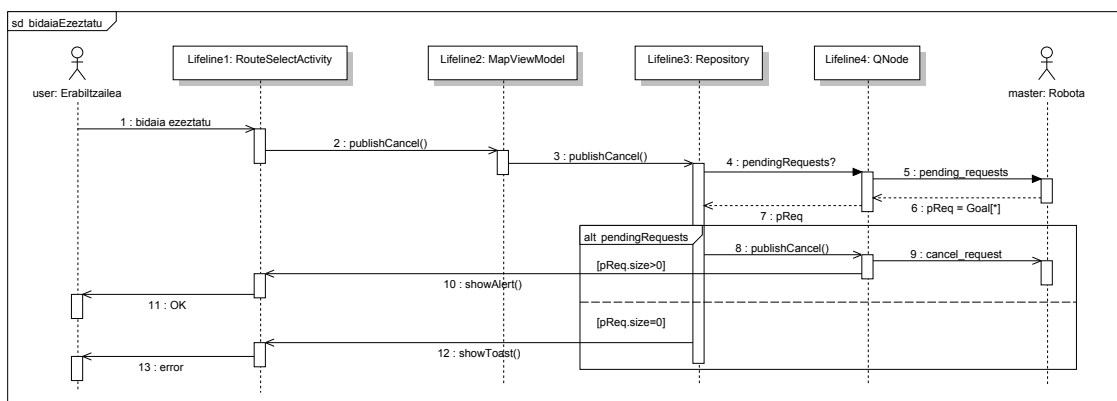 sd bidaiaEzeztatu
Lifeline1: RouteSelectActivity
Lifeline2: MapViewModel
Lifeline3: Repository
Lifeline4: QNode
user: Erabiltzailea
master: Robota
1 : bidaia ezeztatu
2 : publishCancel()
3 : publishCancel()
4 : pendingRequests?
5 : pending_requests
6 : pReq = Goal[*]
7 : pReq
alt pendingRequests
8 : publishCancel()
9 : cancel_request
[pReq.size>0]
10 : showAlert()
11 : OK
[pReq.size=0]
12 : showToast()
13 : error